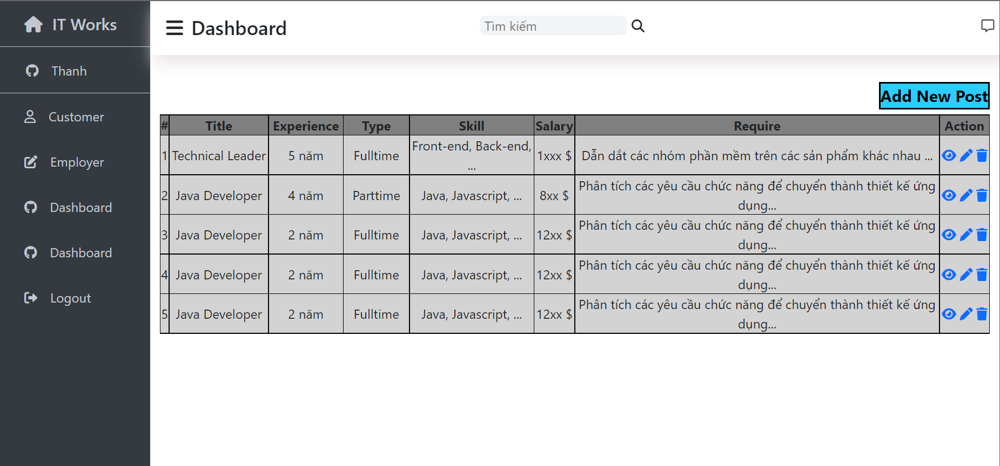 IT Works
Thanh
Customer
Employer
Dashboard
Dashboard
Logout
Dashboard
Tìm kiếm
Add New Post
# Title Experience Type Skill Salary Require Action
1 Technical Leader 5 năm Fulltime Front-end, Back-end, ... 1xxx $ Dẫn dắt các nhóm phần mềm trên các sản phẩm khác nhau ...
2 Java Developer 4 năm Parttime Java, Javascript, ... 8xx $ Phân tích các yêu cầu chức năng để chuyển thành thiết kế ứng dụng...
3 Java Developer 2 năm Fulltime Java, Javascript, ... 12xx $ Phân tích các yêu cầu chức năng để chuyển thành thiết kế ứng dụng...
4 Java Developer 2 năm Fulltime Java, Javascript, ... 12xx $ Phân tích các yêu cầu chức năng để chuyển thành thiết kế ứng dụng...
5 Java Developer 2 năm Fulltime Java, Javascript, ... 12xx $ Phân tích các yêu cầu chức năng để chuyển thành thiết kế ứng dụng...